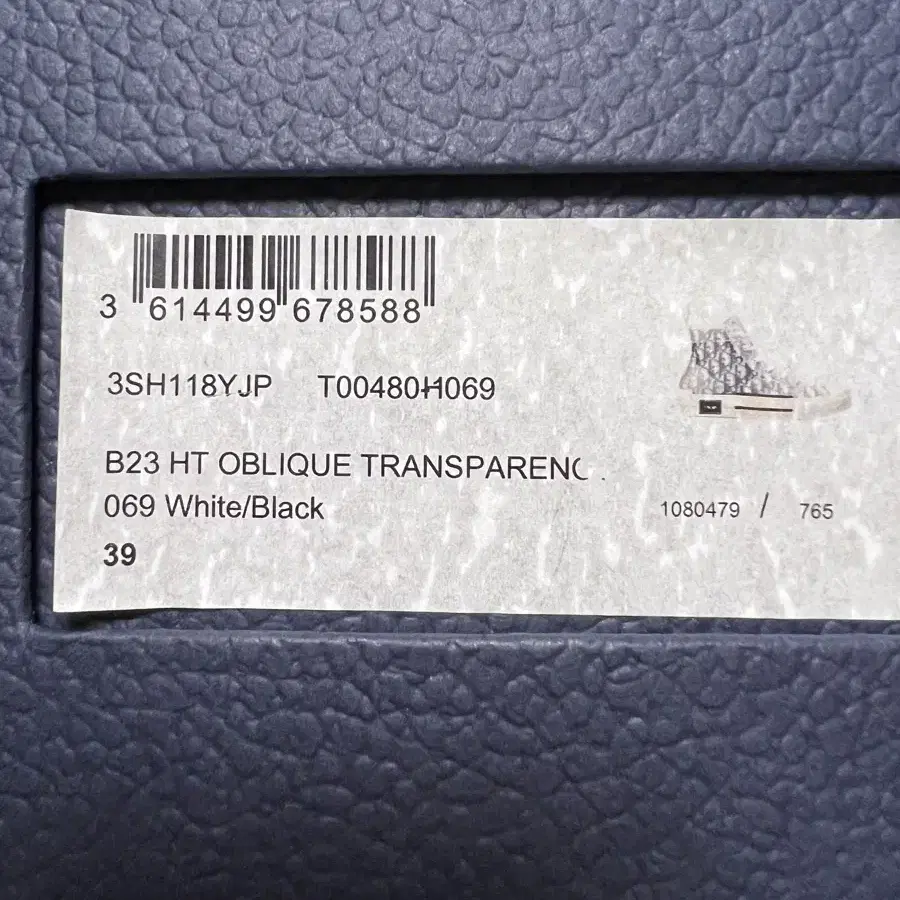 3 614499 678588
3SH118YJP T00480H069
B23 HT OBLIQUE TRANSPARENC
069 White/Black
1080479 / 765
39